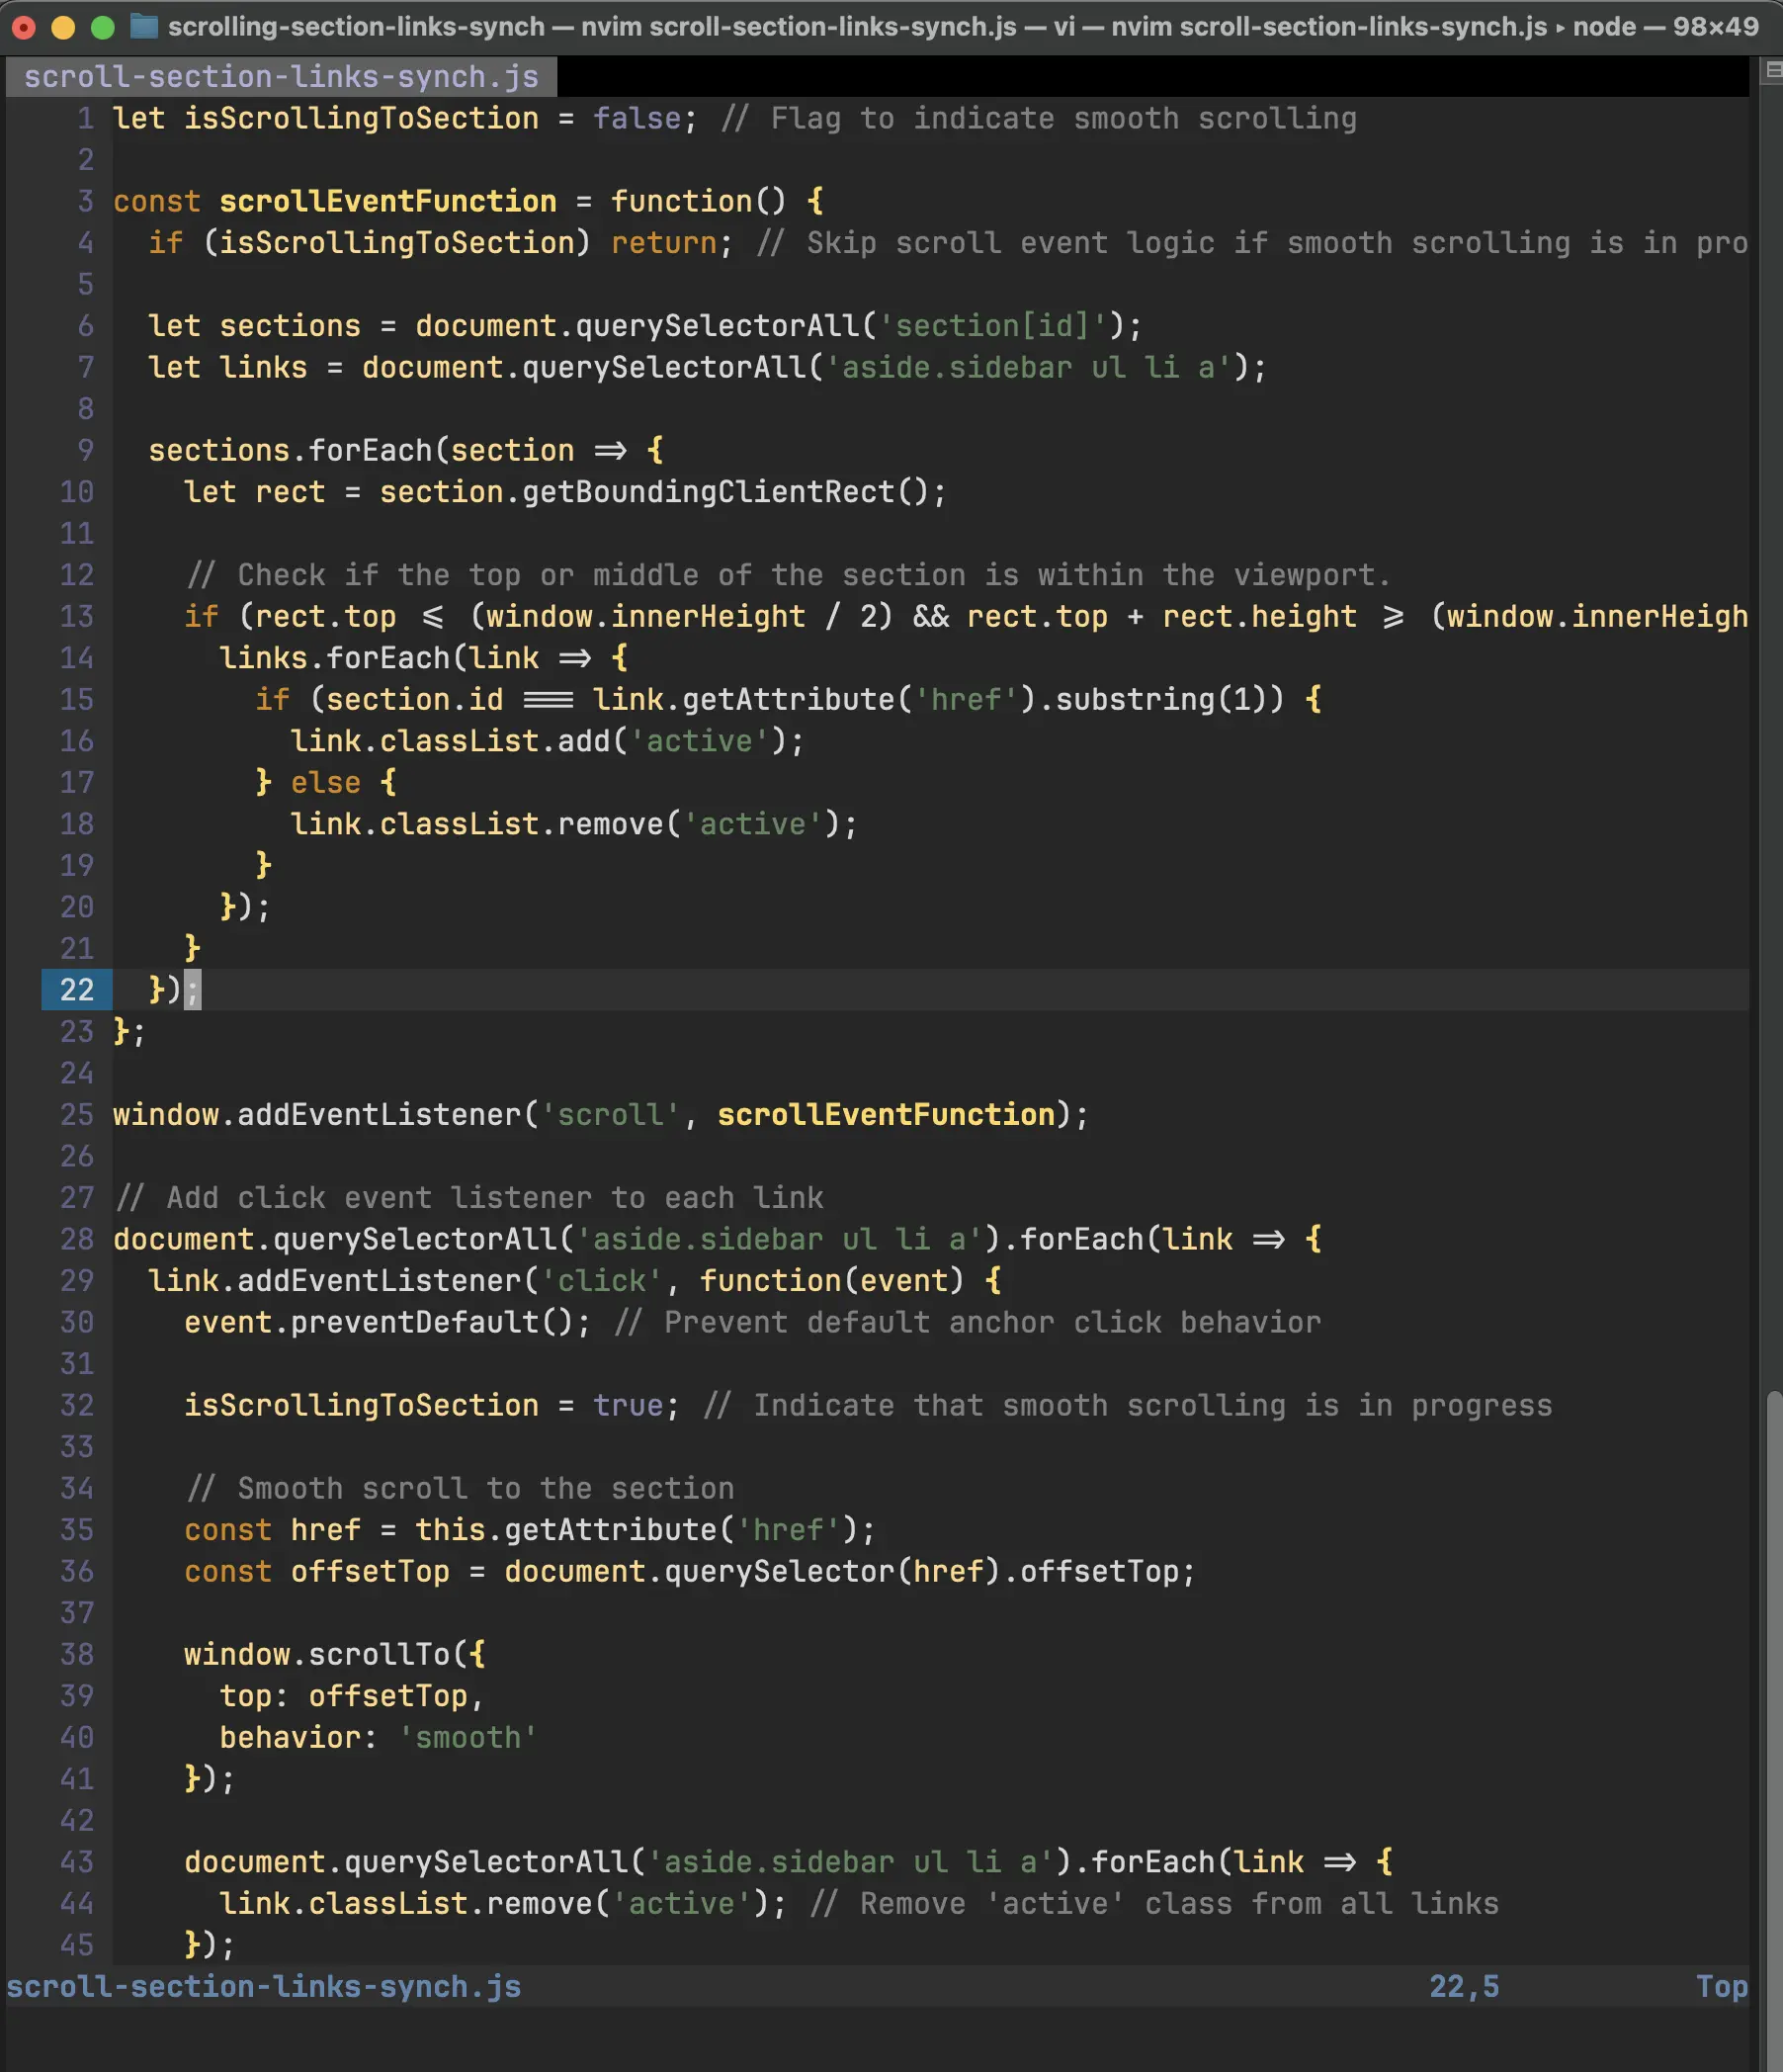 scrolling-section-links-synch — nvim scroll-section-links-synch.js — vi — nvim scroll-section-links-synch.js ▸ node — 98×49
scroll-section-links-synch.js
1 let isScrollingToSection = false; // Flag to indicate smooth scrolling
2
3 const scrollEventFunction = function() {
4   if (isScrollingToSection) return; // Skip scroll event logic if smooth scrolling is in pro
5
6   let sections = document.querySelectorAll('section[id]');
7   let links = document.querySelectorAll('aside.sidebar ul li a');
8
9   sections.forEach(section => {
10     let rect = section.getBoundingClientRect();
11
12     // Check if the top or middle of the section is within the viewport.
13     if (rect.top <= (window.innerHeight / 2) && rect.top + rect.height >= (window.innerHeigh
14       links.forEach(link => {
15         if (section.id === link.getAttribute('href').substring(1)) {
16           link.classList.add('active');
17         } else {
18           link.classList.remove('active');
19         }
20       });
21     }
22   });
23 };
24
25 window.addEventListener('scroll', scrollEventFunction);
26
27 // Add click event listener to each link
28 document.querySelectorAll('aside.sidebar ul li a').forEach(link => {
29   link.addEventListener('click', function(event) {
30     event.preventDefault(); // Prevent default anchor click behavior
31
32     isScrollingToSection = true; // Indicate that smooth scrolling is in progress
33
34     // Smooth scroll to the section
35     const href = this.getAttribute('href');
36     const offsetTop = document.querySelector(href).offsetTop;
37
38     window.scrollTo({
39       top: offsetTop,
40       behavior: 'smooth'
41     });
42
43     document.querySelectorAll('aside.sidebar ul li a').forEach(link => {
44       link.classList.remove('active'); // Remove 'active' class from all links
45     });
scroll-section-links-synch.js 22,5 Top